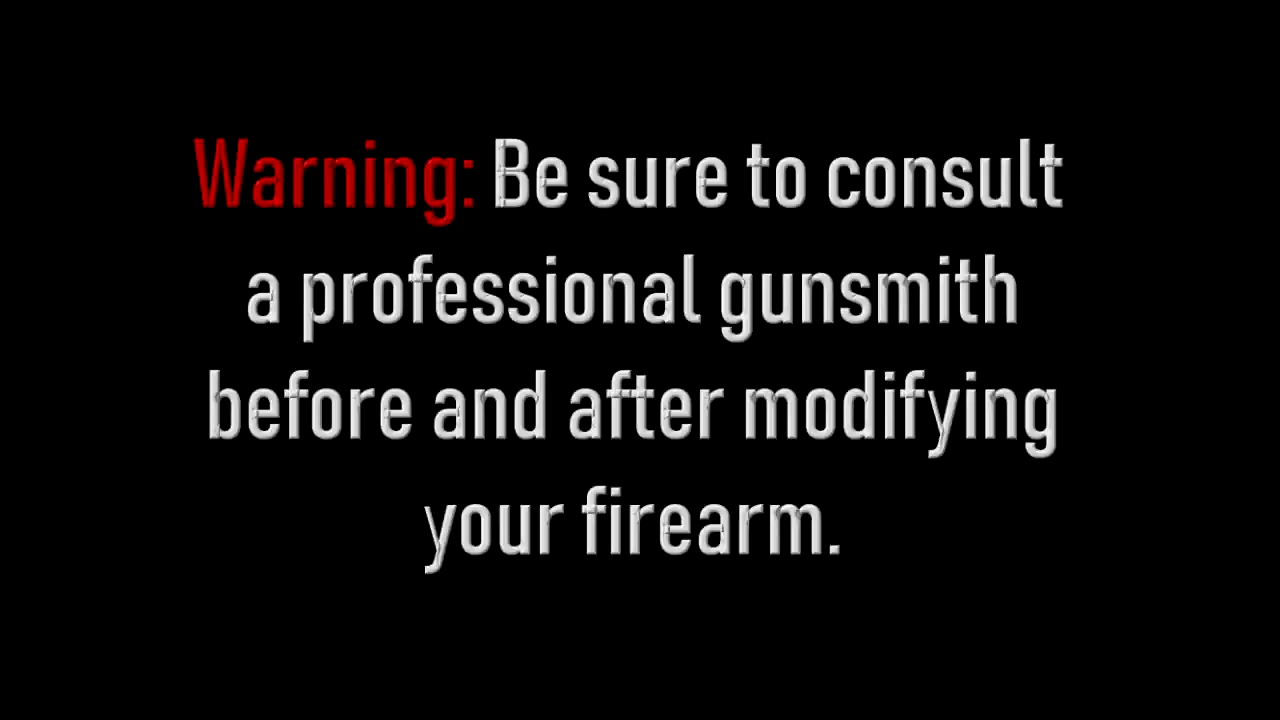 Warning: Be sure to consult
a professional gunsmith
before and after modifying
your firearm.